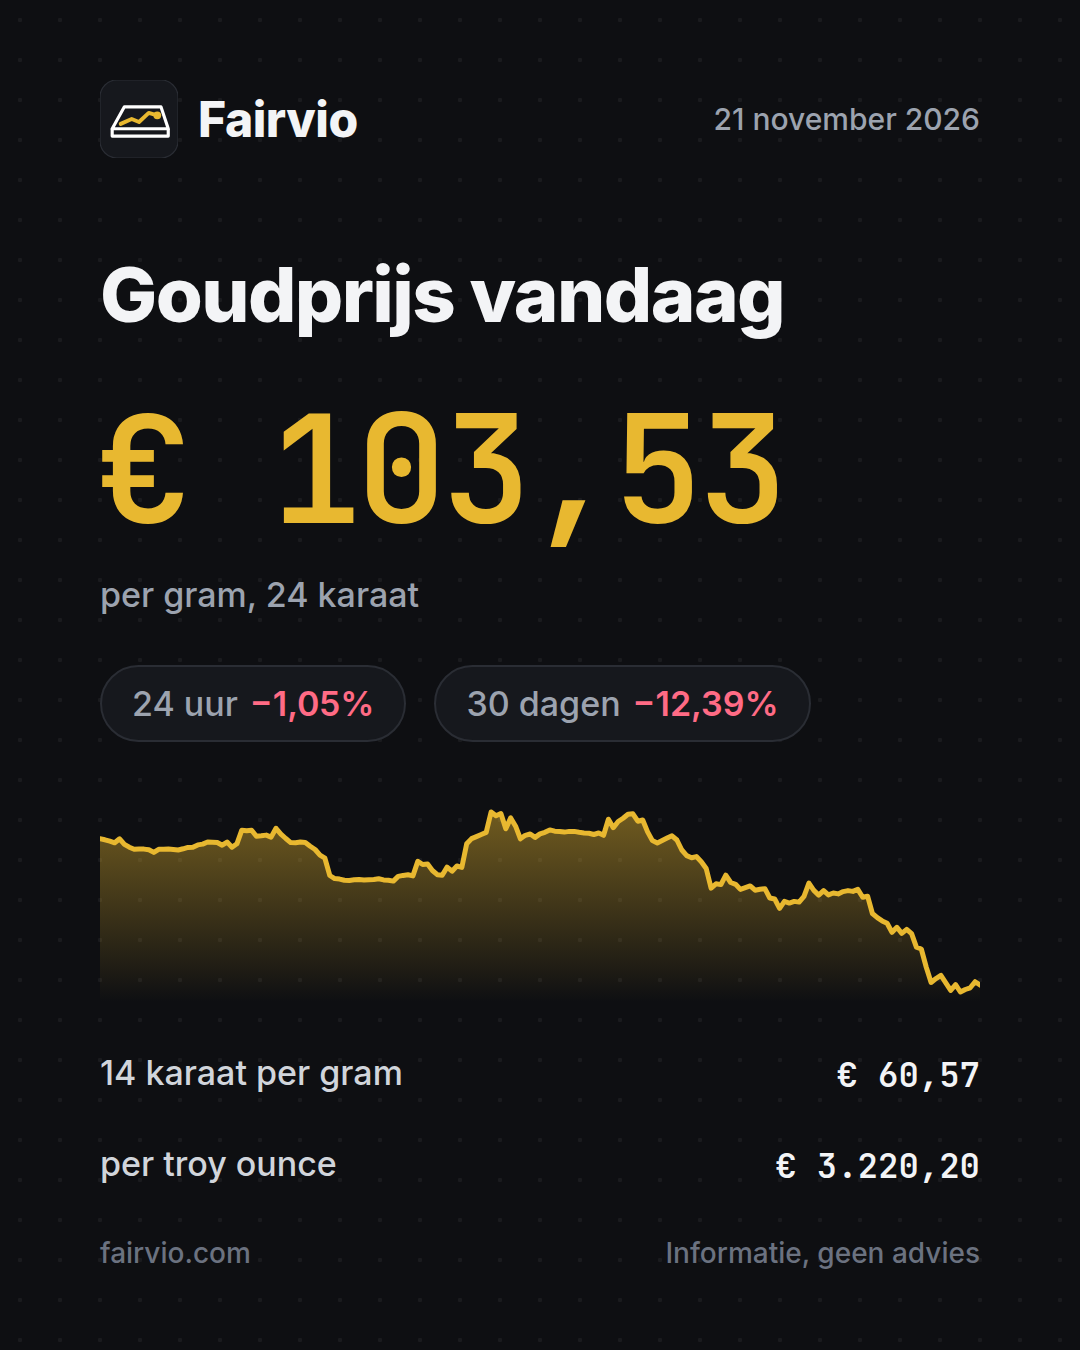 Fairvio
21 november 2026
Goudprijs vandaag
€ 103,53
per gram, 24 karaat
24 uur −1,05%
30 dagen −12,39%
14 karaat per gram
€ 60,57
per troy ounce
€ 3.220,20
fairvio.com
Informatie, geen advies